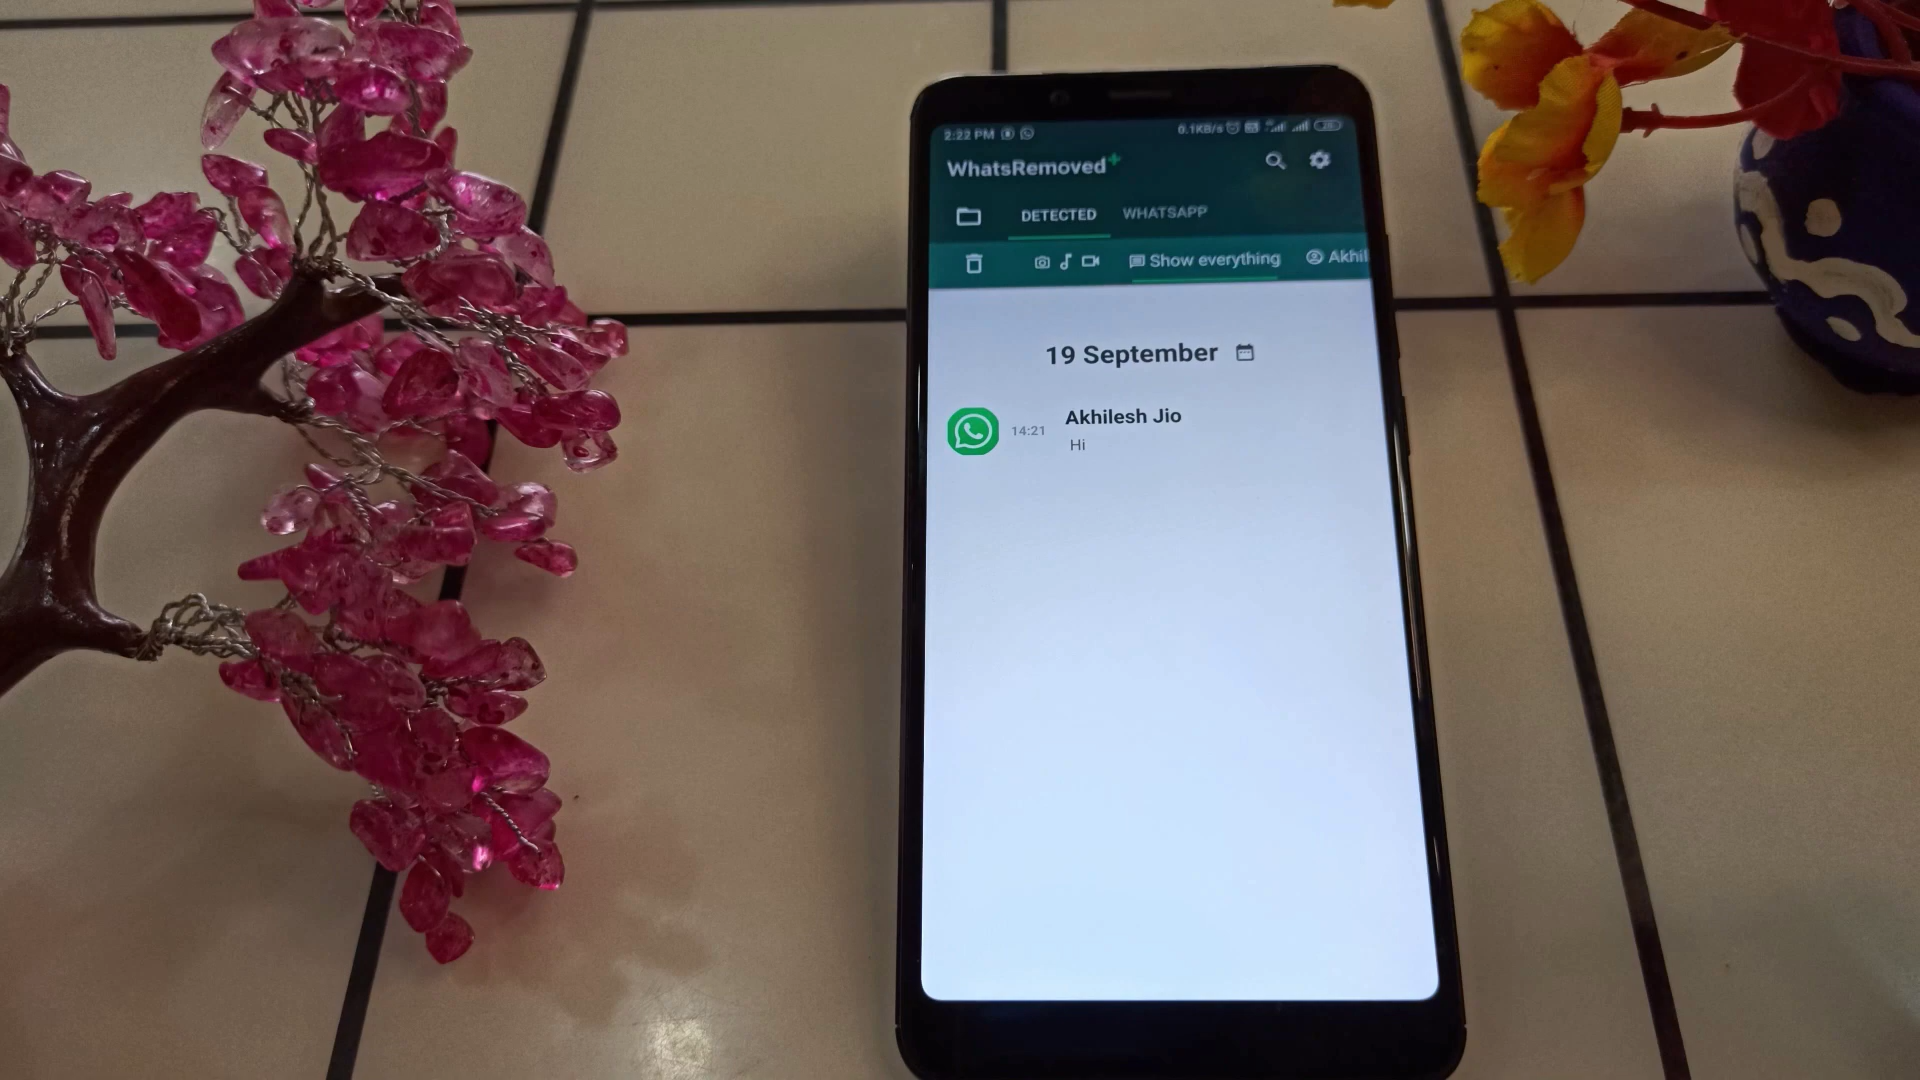 2:22 PM 0.1KB/s
WhatsRemoved+
DETECTED WHATSAPP
Show everything Akhil
19 September
Akhilesh Jio
14:21
Hi